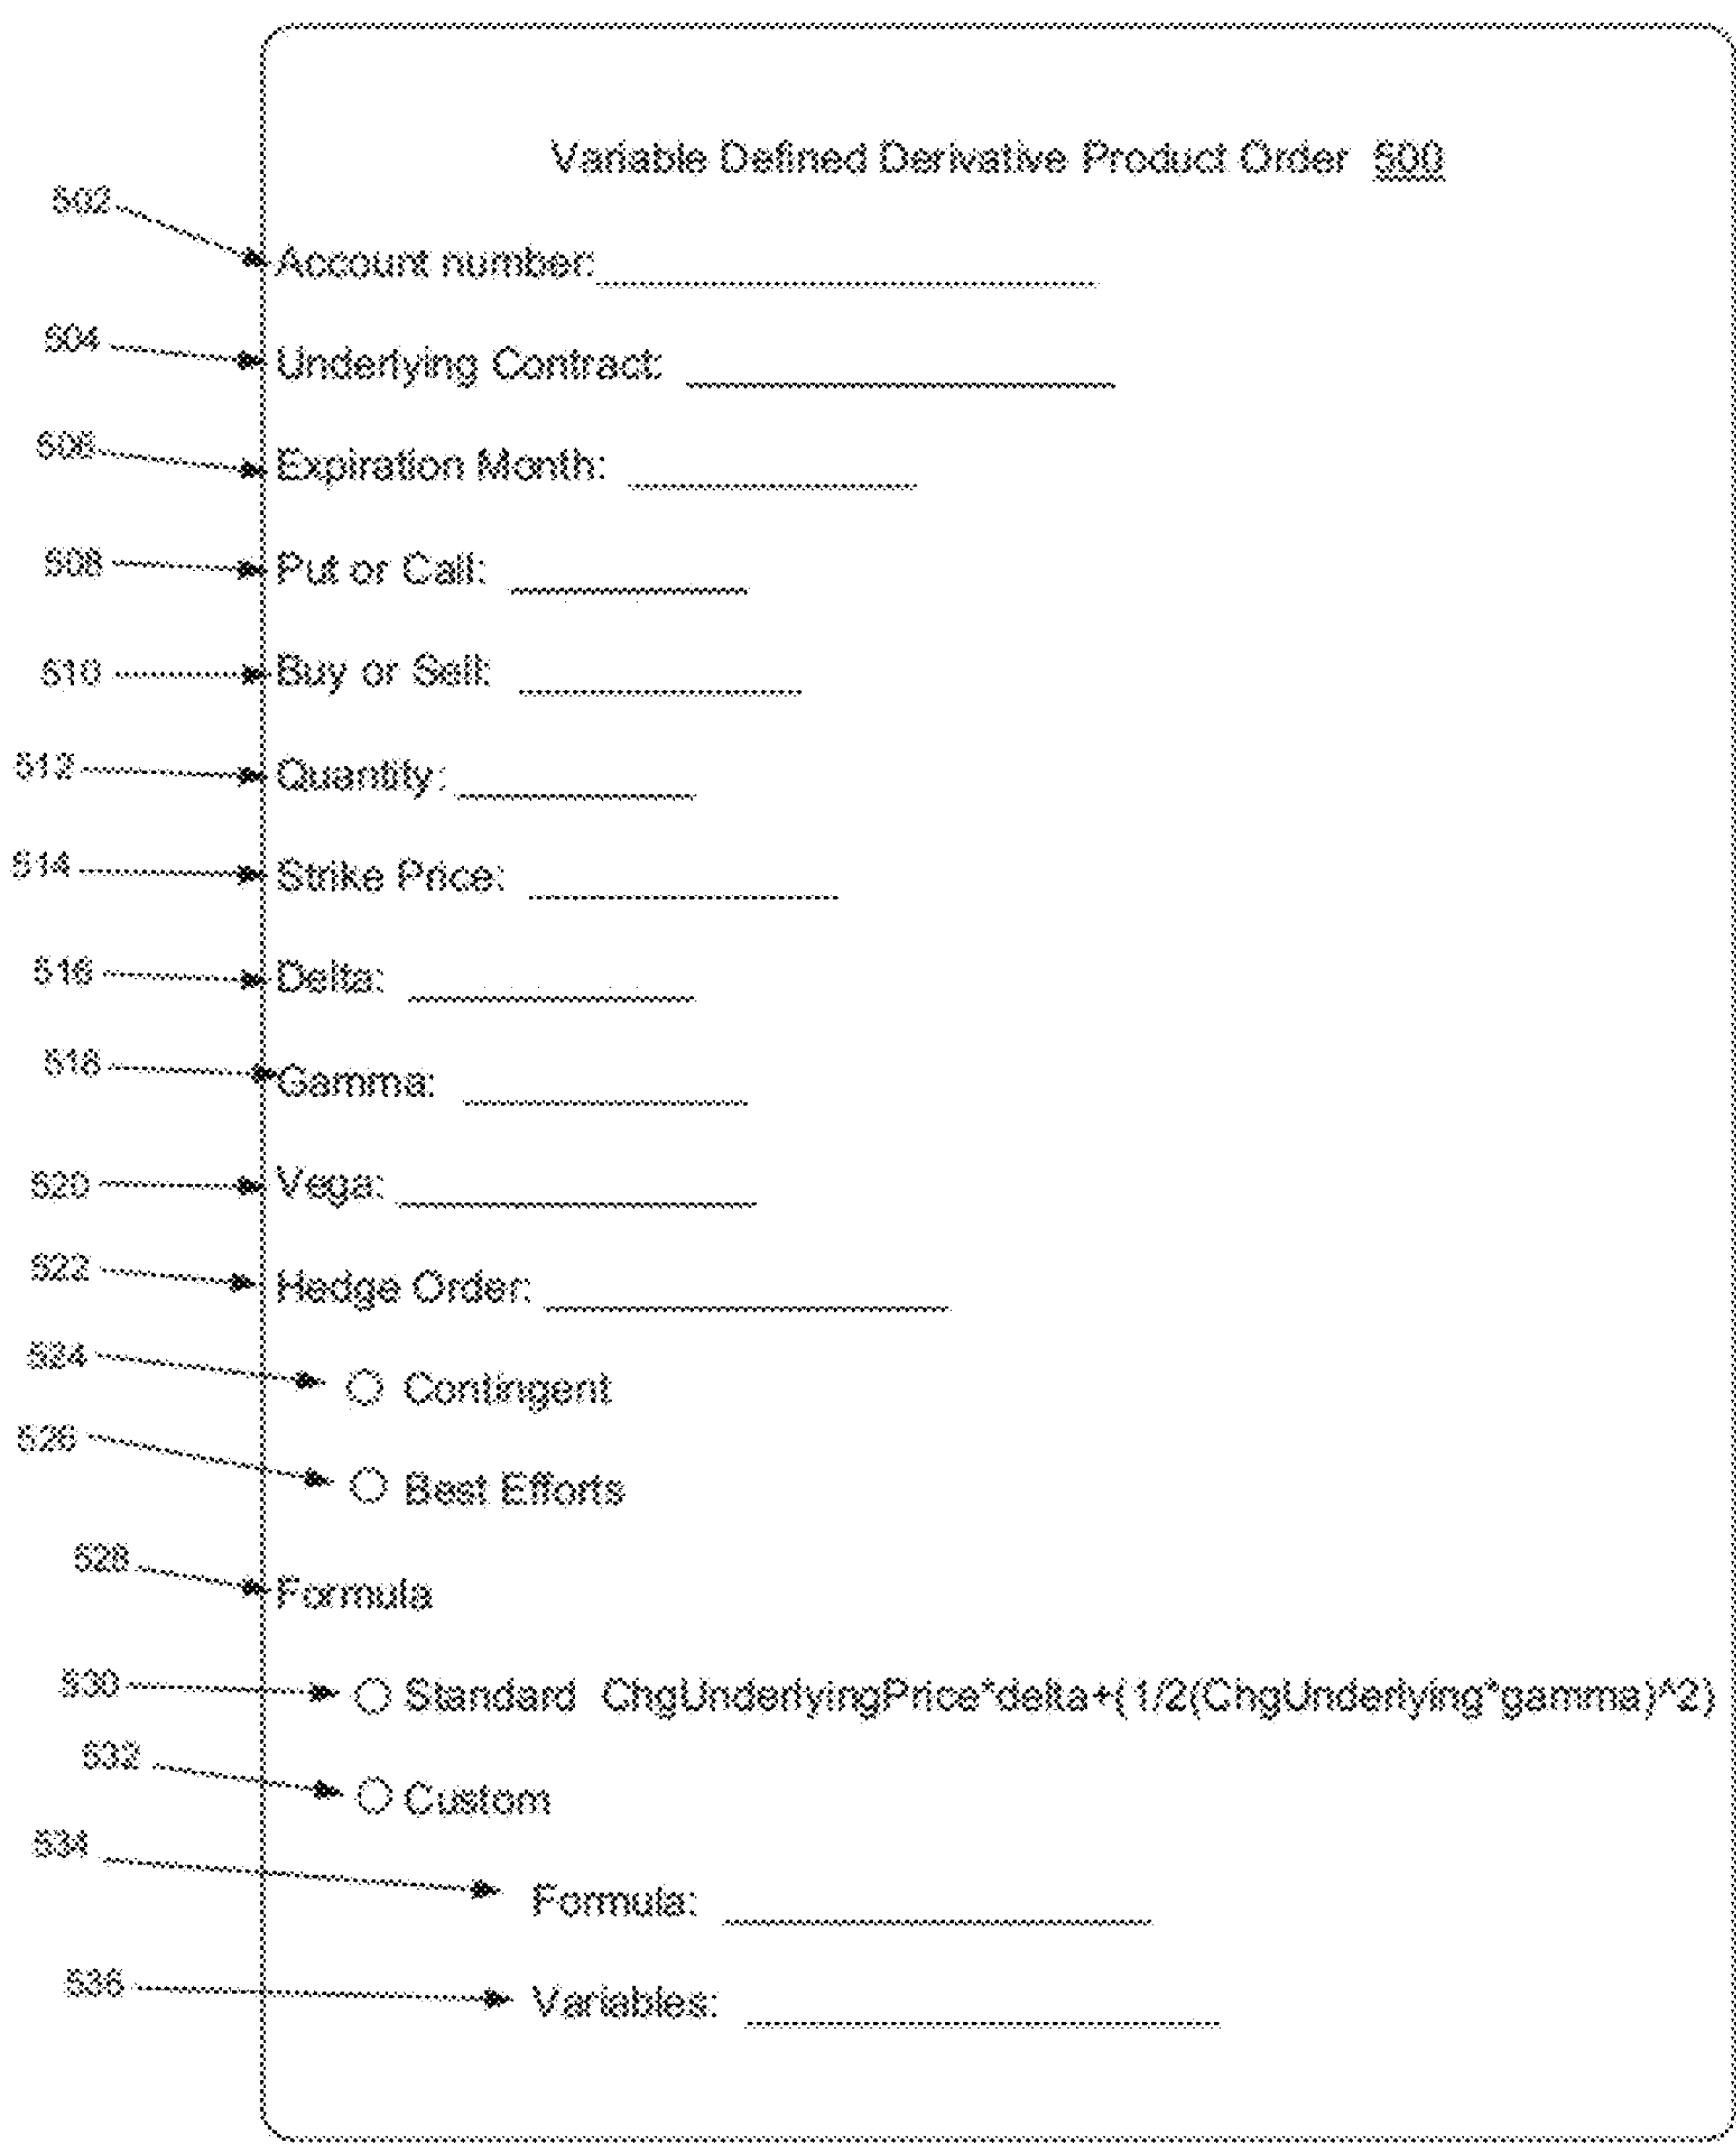 Variable Defined Derivative Product Order 500
502 Account number:
504 Underlying Contract:
506 Expiration Month:
508 Put or Call:
510 Buy or Sell:
512 Quantity:
514 Strike Price:
516 Delta:
518 Gamma:
520 Vega:
522 Hedge Order:
524 Contingent
526 Best Efforts
528 Formula
530 Standard ChgUnderlyingPrice*delta+(1/2(ChgUnderlying*gamma)^2)
532 Custom
534 Formula:
536 Variables: